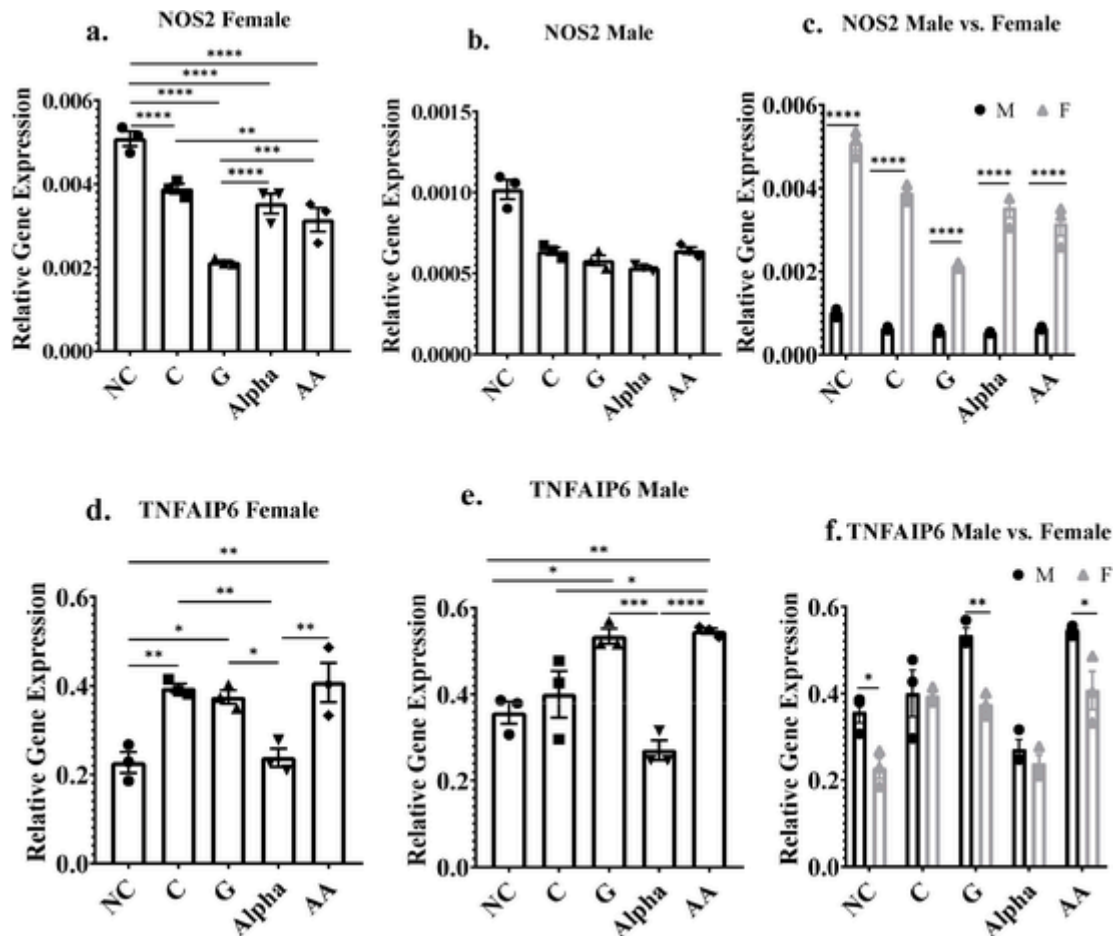 a.
NOS2 Female
****
****
****
****
**
***
****
Relative Gene Expression
0.006
0.004
0.002
0.000
NC
C
G
Alpha
AA
b.
NOS2 Male
Relative Gene Expression
0.0015
0.0010
0.0005
0.0000
NC
C
G
Alpha
AA
c.
NOS2 Male vs. Female
M
F
****
****
****
****
****
Relative Gene Expression
0.006
0.004
0.002
0.000
NC
C
G
Alpha
AA
d.
TNFAIP6 Female
**
**
*
**
**
*
Relative Gene Expression
0.6
0.4
0.2
0.0
NC
C
G
Alpha
AA
e.
TNFAIP6 Male
**
*
*
***
****
Relative Gene Expression
0.6
0.4
0.2
0.0
NC
C
G
Alpha
AA
f. TNFAIP6 Male vs. Female
M
F
*
**
*
Relative Gene Expression
0.6
0.4
0.2
0.0
NC
C
G
Alpha
AA